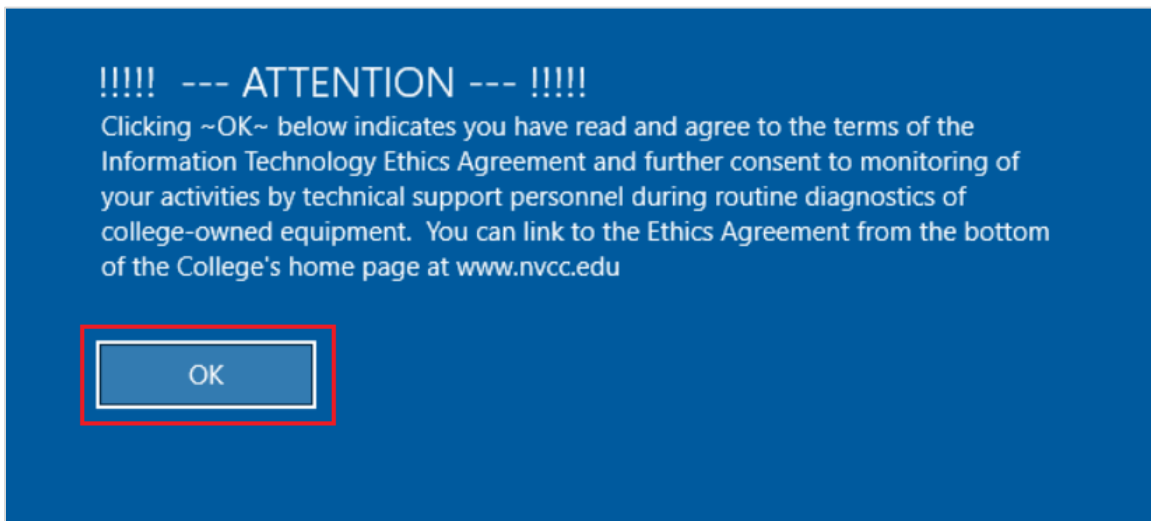 !!!!! --- ATTENTION --- !!!!!
Clicking ~OK~ below indicates you have read and agree to the terms of the
Information Technology Ethics Agreement and further consent to monitoring of
your activities by technical support personnel during routine diagnostics of
college-owned equipment.  You can link to the Ethics Agreement from the bottom
of the College's home page at www.nvcc.edu
OK